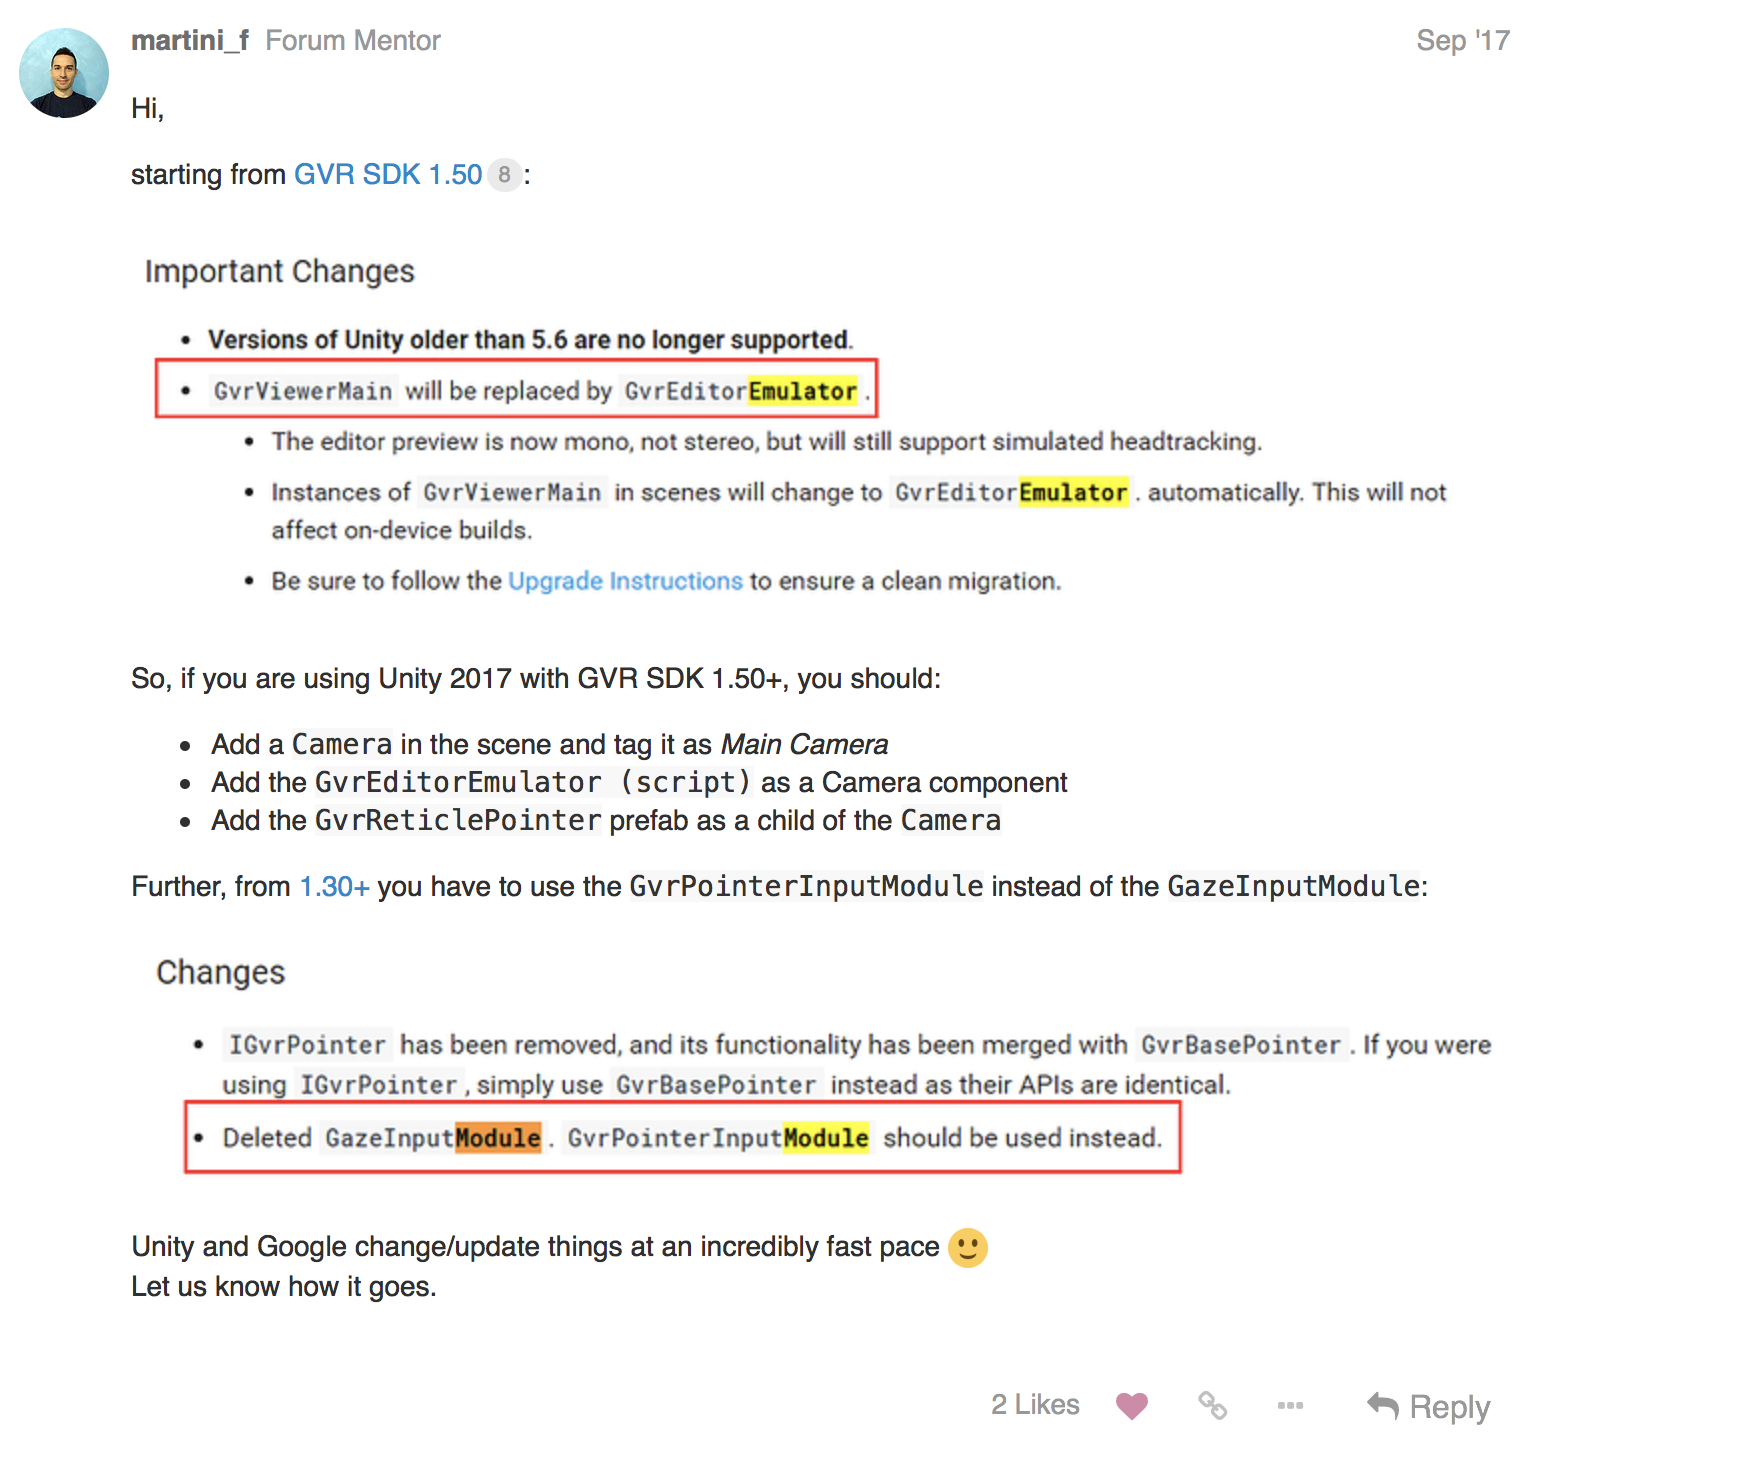 martini_f Forum Mentor Sep '17
Hi,
starting from GVR SDK 1.50 8 :
Important Changes
• Versions of Unity older than 5.6 are no longer supported.
• GvrViewerMain will be replaced by GvrEditorEmulator .
• The editor preview is now mono, not stereo, but will still support simulated headtracking.
• Instances of GvrViewerMain in scenes will change to GvrEditorEmulator . automatically. This will not
affect on-device builds.
• Be sure to follow the Upgrade Instructions to ensure a clean migration.
So, if you are using Unity 2017 with GVR SDK 1.50+, you should:
• Add a Camera in the scene and tag it as Main Camera
• Add the GvrEditorEmulator (script) as a Camera component
• Add the GvrReticlePointer prefab as a child of the Camera
Further, from 1.30+ you have to use the GvrPointerInputModule instead of the GazeInputModule:
Changes
• IGvrPointer has been removed, and its functionality has been merged with GvrBasePointer . If you were
using IGvrPointer , simply use GvrBasePointer instead as their APIs are identical.
• Deleted GazeInputModule . GvrPointerInputModule should be used instead.
Unity and Google change/update things at an incredibly fast pace 🙂
Let us know how it goes.
2 Likes ... Reply